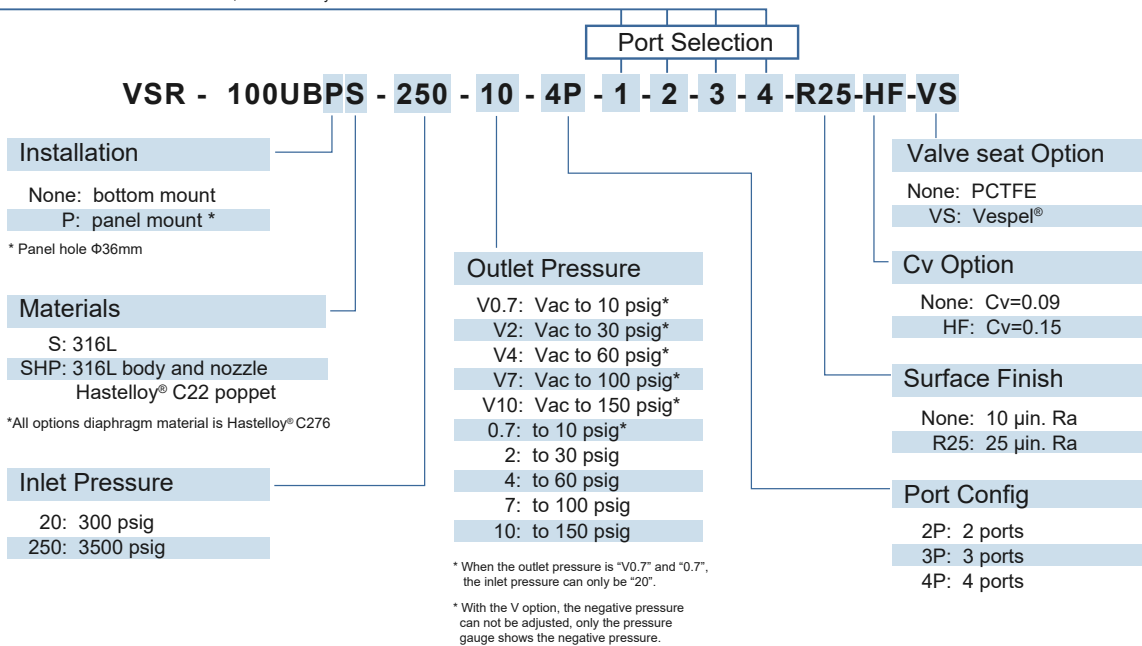 Port Selection
VSR - 100UBPS - 250 - 10 - 4P - 1 - 2 - 3 - 4 -R25-HF-VS
Installation
None: bottom mount
P: panel mount *
* Panel hole Φ36mm
Materials
S: 316L
SHP: 316L body and nozzle
Hastelloy® C22 poppet
*All options diaphragm material is Hastelloy® C276
Inlet Pressure
20: 300 psig
250: 3500 psig
Outlet Pressure
V0.7: Vac to 10 psig*
V2: Vac to 30 psig*
V4: Vac to 60 psig*
V7: Vac to 100 psig*
V10: Vac to 150 psig*
0.7: to 10 psig*
2: to 30 psig
4: to 60 psig
7: to 100 psig
10: to 150 psig
* When the outlet pressure is “V0.7” and “0.7”,
the inlet pressure can only be “20”.
* With the V option, the negative pressure
can not be adjusted, only the pressure
gauge shows the negative pressure.
Valve seat Option
None: PCTFE
VS: Vespel®
Cv Option
None: Cv=0.09
HF: Cv=0.15
Surface Finish
None: 10 µin. Ra
R25: 25 µin. Ra
Port Config
2P: 2 ports
3P: 3 ports
4P: 4 ports